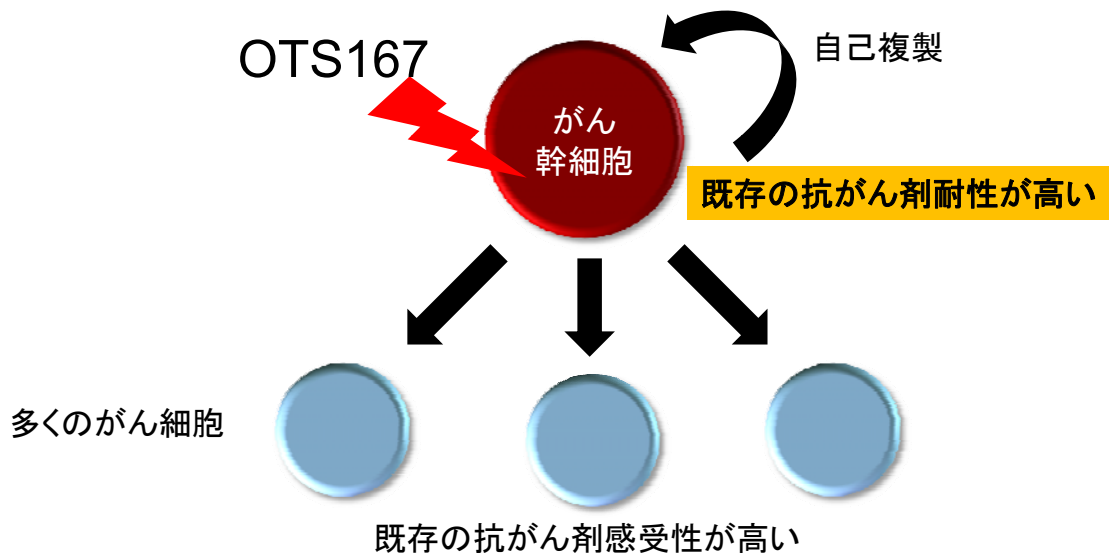 OTS167
自己複製
がん
幹細胞
既存の抗がん剤耐性が高い
多くのがん細胞
既存の抗がん剤感受性が高い